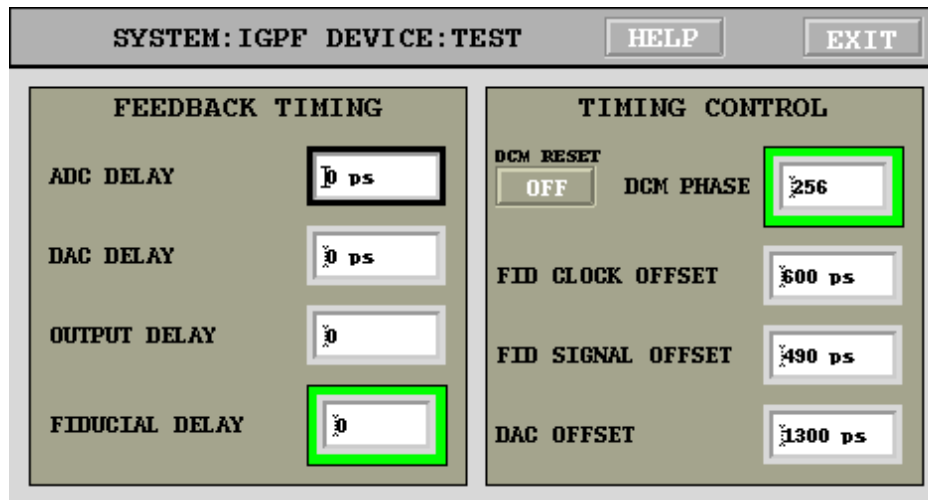 SYSTEM:IGPF DEVICE:TEST HELP EXIT
FEEDBACK TIMING
ADC DELAY 0 ps
DAC DELAY 0 ps
OUTPUT DELAY 0
FIDUCIAL DELAY 0
TIMING CONTROL
DCM RESET
OFF DCM PHASE 256
FID CLOCK OFFSET 600 ps
FID SIGNAL OFFSET 490 ps
DAC OFFSET 1300 ps